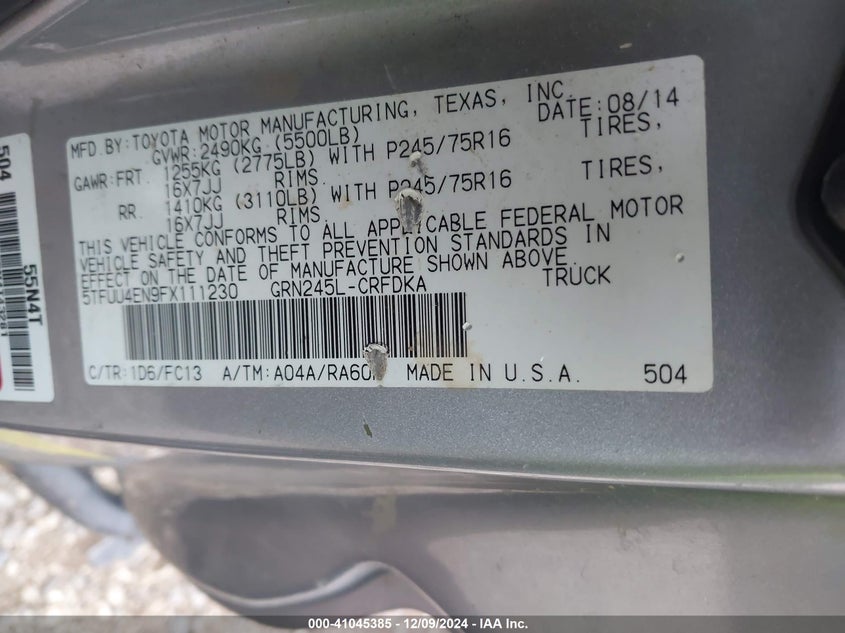 MFD.BY:TOYOTA MOTOR MANUFACTURING, TEXAS, INC.
DATE:08/14
GVWR:2490KG (5500LB)
GAWR:FRT 1255KG (2775LB) WITH P245/75R16 TIRES,
16X7JJ RIMS
RR 1410KG (3110LB) WITH P245/75R16 TIRES,
16X7JJ RIMS
THIS VEHICLE CONFORMS TO ALL APPLICABLE FEDERAL MOTOR
VEHICLE SAFETY AND THEFT PREVENTION STANDARDS IN
EFFECT ON THE DATE OF MANUFACTURE SHOWN ABOVE.
5TFUU4EN9FX111230 GRN245L-CRFDKA TRUCK
C/TR:1D6/FC13 A/TM:A04A/RA60 MADE IN U.S.A. 504
504
55N4T
000-41045385 - 12/09/2024 - IAA Inc.